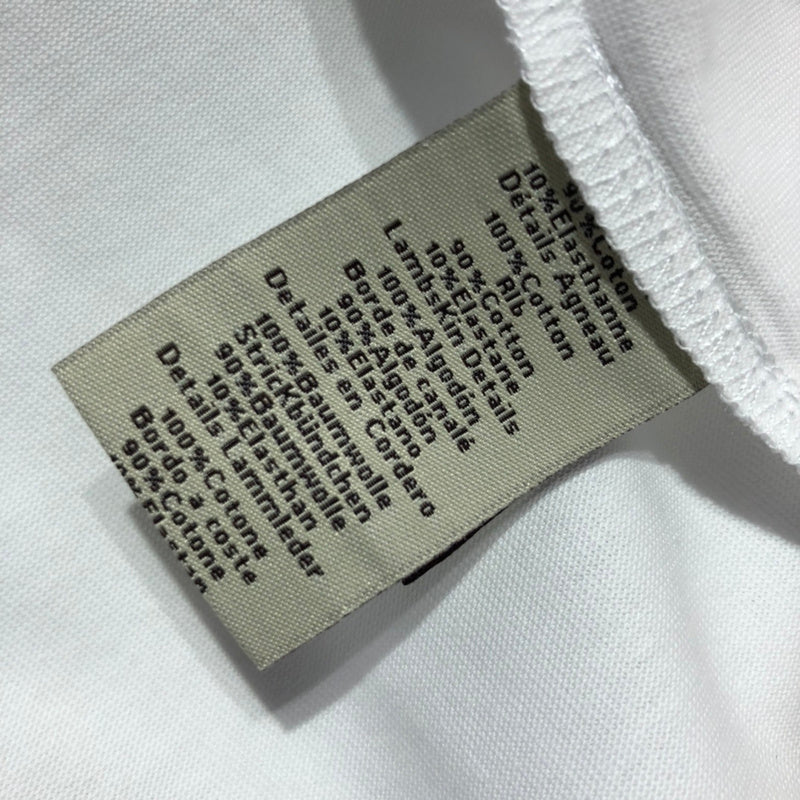 90%Coton
10%Elasthanne
Détails Agneau
100%Cotton
Rib
90%Cotton
10%Elastane
LambsKin Details
100%Algodón
Borde de canalé
90%Algodón
10%Elastano
Detalles en Cordero
100%Baumwolle
StricKbündchen
90%Baumwolle
10%Elasthan
Details Lammleder
100%Cotone
Bordo a coste
90%Cotone